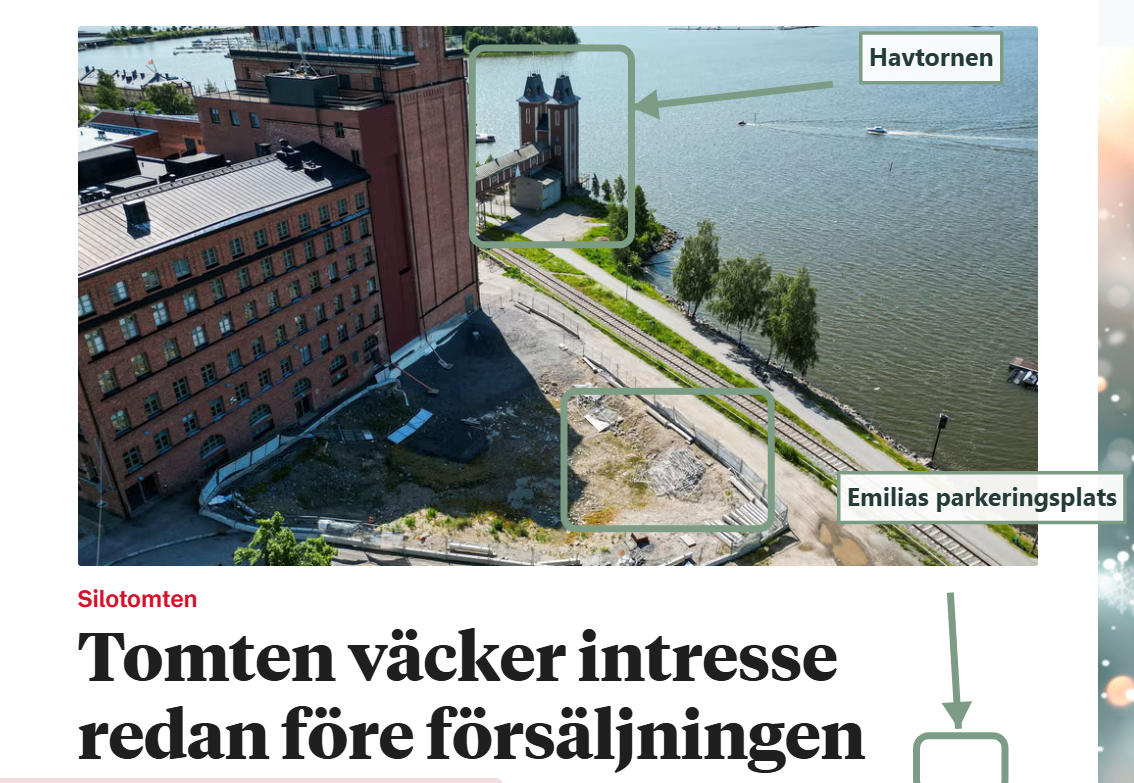 Havtornen
Emilias parkeringsplats
Silotomten
Tomten väcker intresse
redan före försäljningen